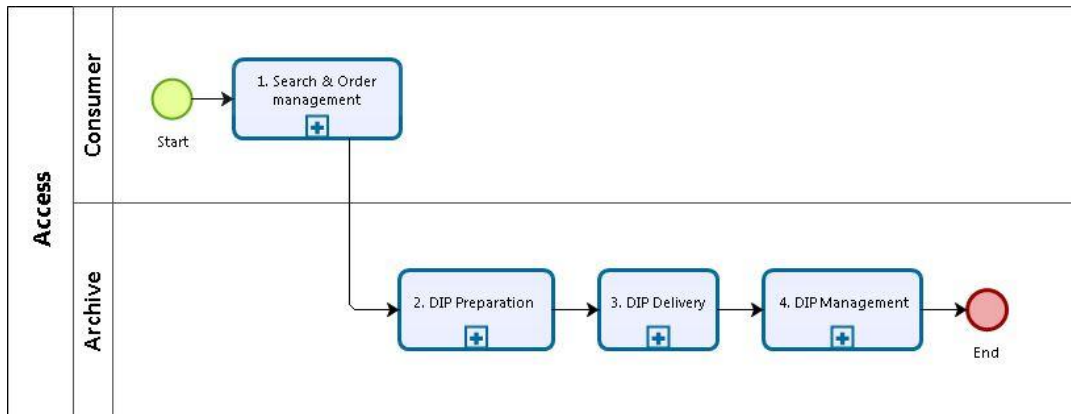 Access
Consumer
Start
1. Search & Order
management
Archive
2. DIP Preparation
3. DIP Delivery
4. DIP Management
End